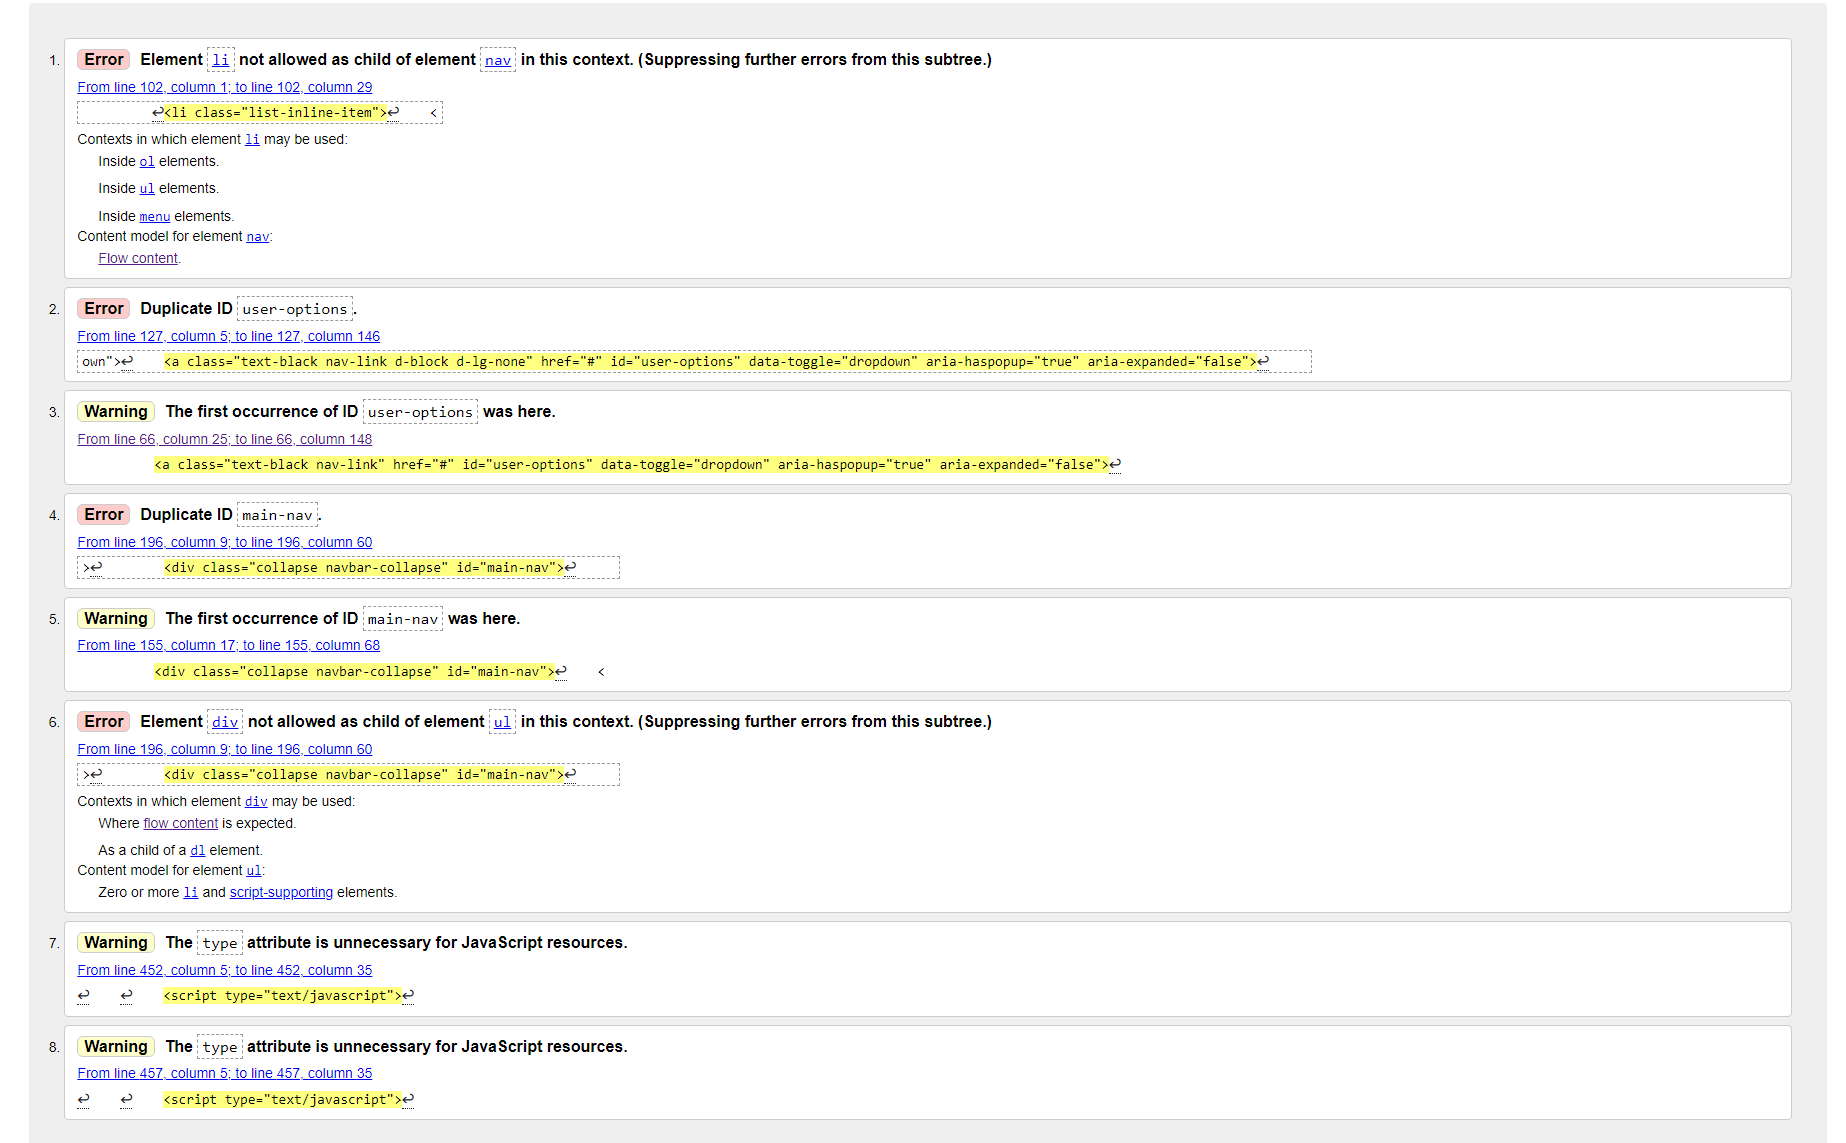 1. Error Element li not allowed as child of element nav in this context. (Suppressing further errors from this subtree.)
From line 102, column 1; to line 102, column 29
↩<li class="list-inline-item">↩ <
Contexts in which element li may be used:
Inside ol elements.
Inside ul elements.
Inside menu elements.
Content model for element nav:
Flow content.
2. Error Duplicate ID user-options.
From line 127, column 5; to line 127, column 146
own">↩ <a class="text-black nav-link d-block d-lg-none" href="#" id="user-options" data-toggle="dropdown" aria-haspopup="true" aria-expanded="false">↩
3. Warning The first occurrence of ID user-options was here.
From line 66, column 25; to line 66, column 148
<a class="text-black nav-link" href="#" id="user-options" data-toggle="dropdown" aria-haspopup="true" aria-expanded="false">↩
4. Error Duplicate ID main-nav.
From line 196, column 9; to line 196, column 60
>↩ <div class="collapse navbar-collapse" id="main-nav">↩
5. Warning The first occurrence of ID main-nav was here.
From line 155, column 17; to line 155, column 68
<div class="collapse navbar-collapse" id="main-nav">↩ <
6. Error Element div not allowed as child of element ul in this context. (Suppressing further errors from this subtree.)
From line 196, column 9; to line 196, column 60
>↩ <div class="collapse navbar-collapse" id="main-nav">↩
Contexts in which element div may be used:
Where flow content is expected.
As a child of a dl element.
Content model for element ul:
Zero or more li and script-supporting elements.
7. Warning The type attribute is unnecessary for JavaScript resources.
From line 452, column 5; to line 452, column 35
↩ ↩ <script type="text/javascript">↩
8. Warning The type attribute is unnecessary for JavaScript resources.
From line 457, column 5; to line 457, column 35
↩ ↩ <script type="text/javascript">↩